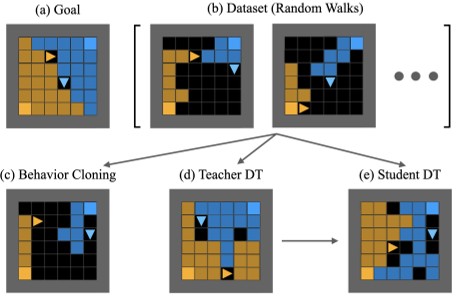 (a) Goal
(b) Dataset (Random Walks)
(c) Behavior Cloning
(d) Teacher DT
(e) Student DT